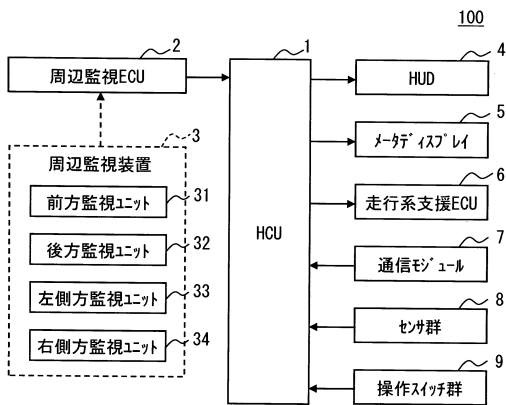 100
2
周辺監視ECU
1
HCU
4
HUD
5
ﾒｰﾀﾃﾞｨｽﾌﾟﾚｲ
6
走行系支援ECU
7
通信ﾓｼﾞｭｰﾙ
8
ｾﾝｻ群
9
操作ｽｲｯﾁ群
3
周辺監視装置
31
前方監視ﾕﾆｯﾄ
32
後方監視ﾕﾆｯﾄ
33
左側方監視ﾕﾆｯﾄ
34
右側方監視ﾕﾆｯﾄ